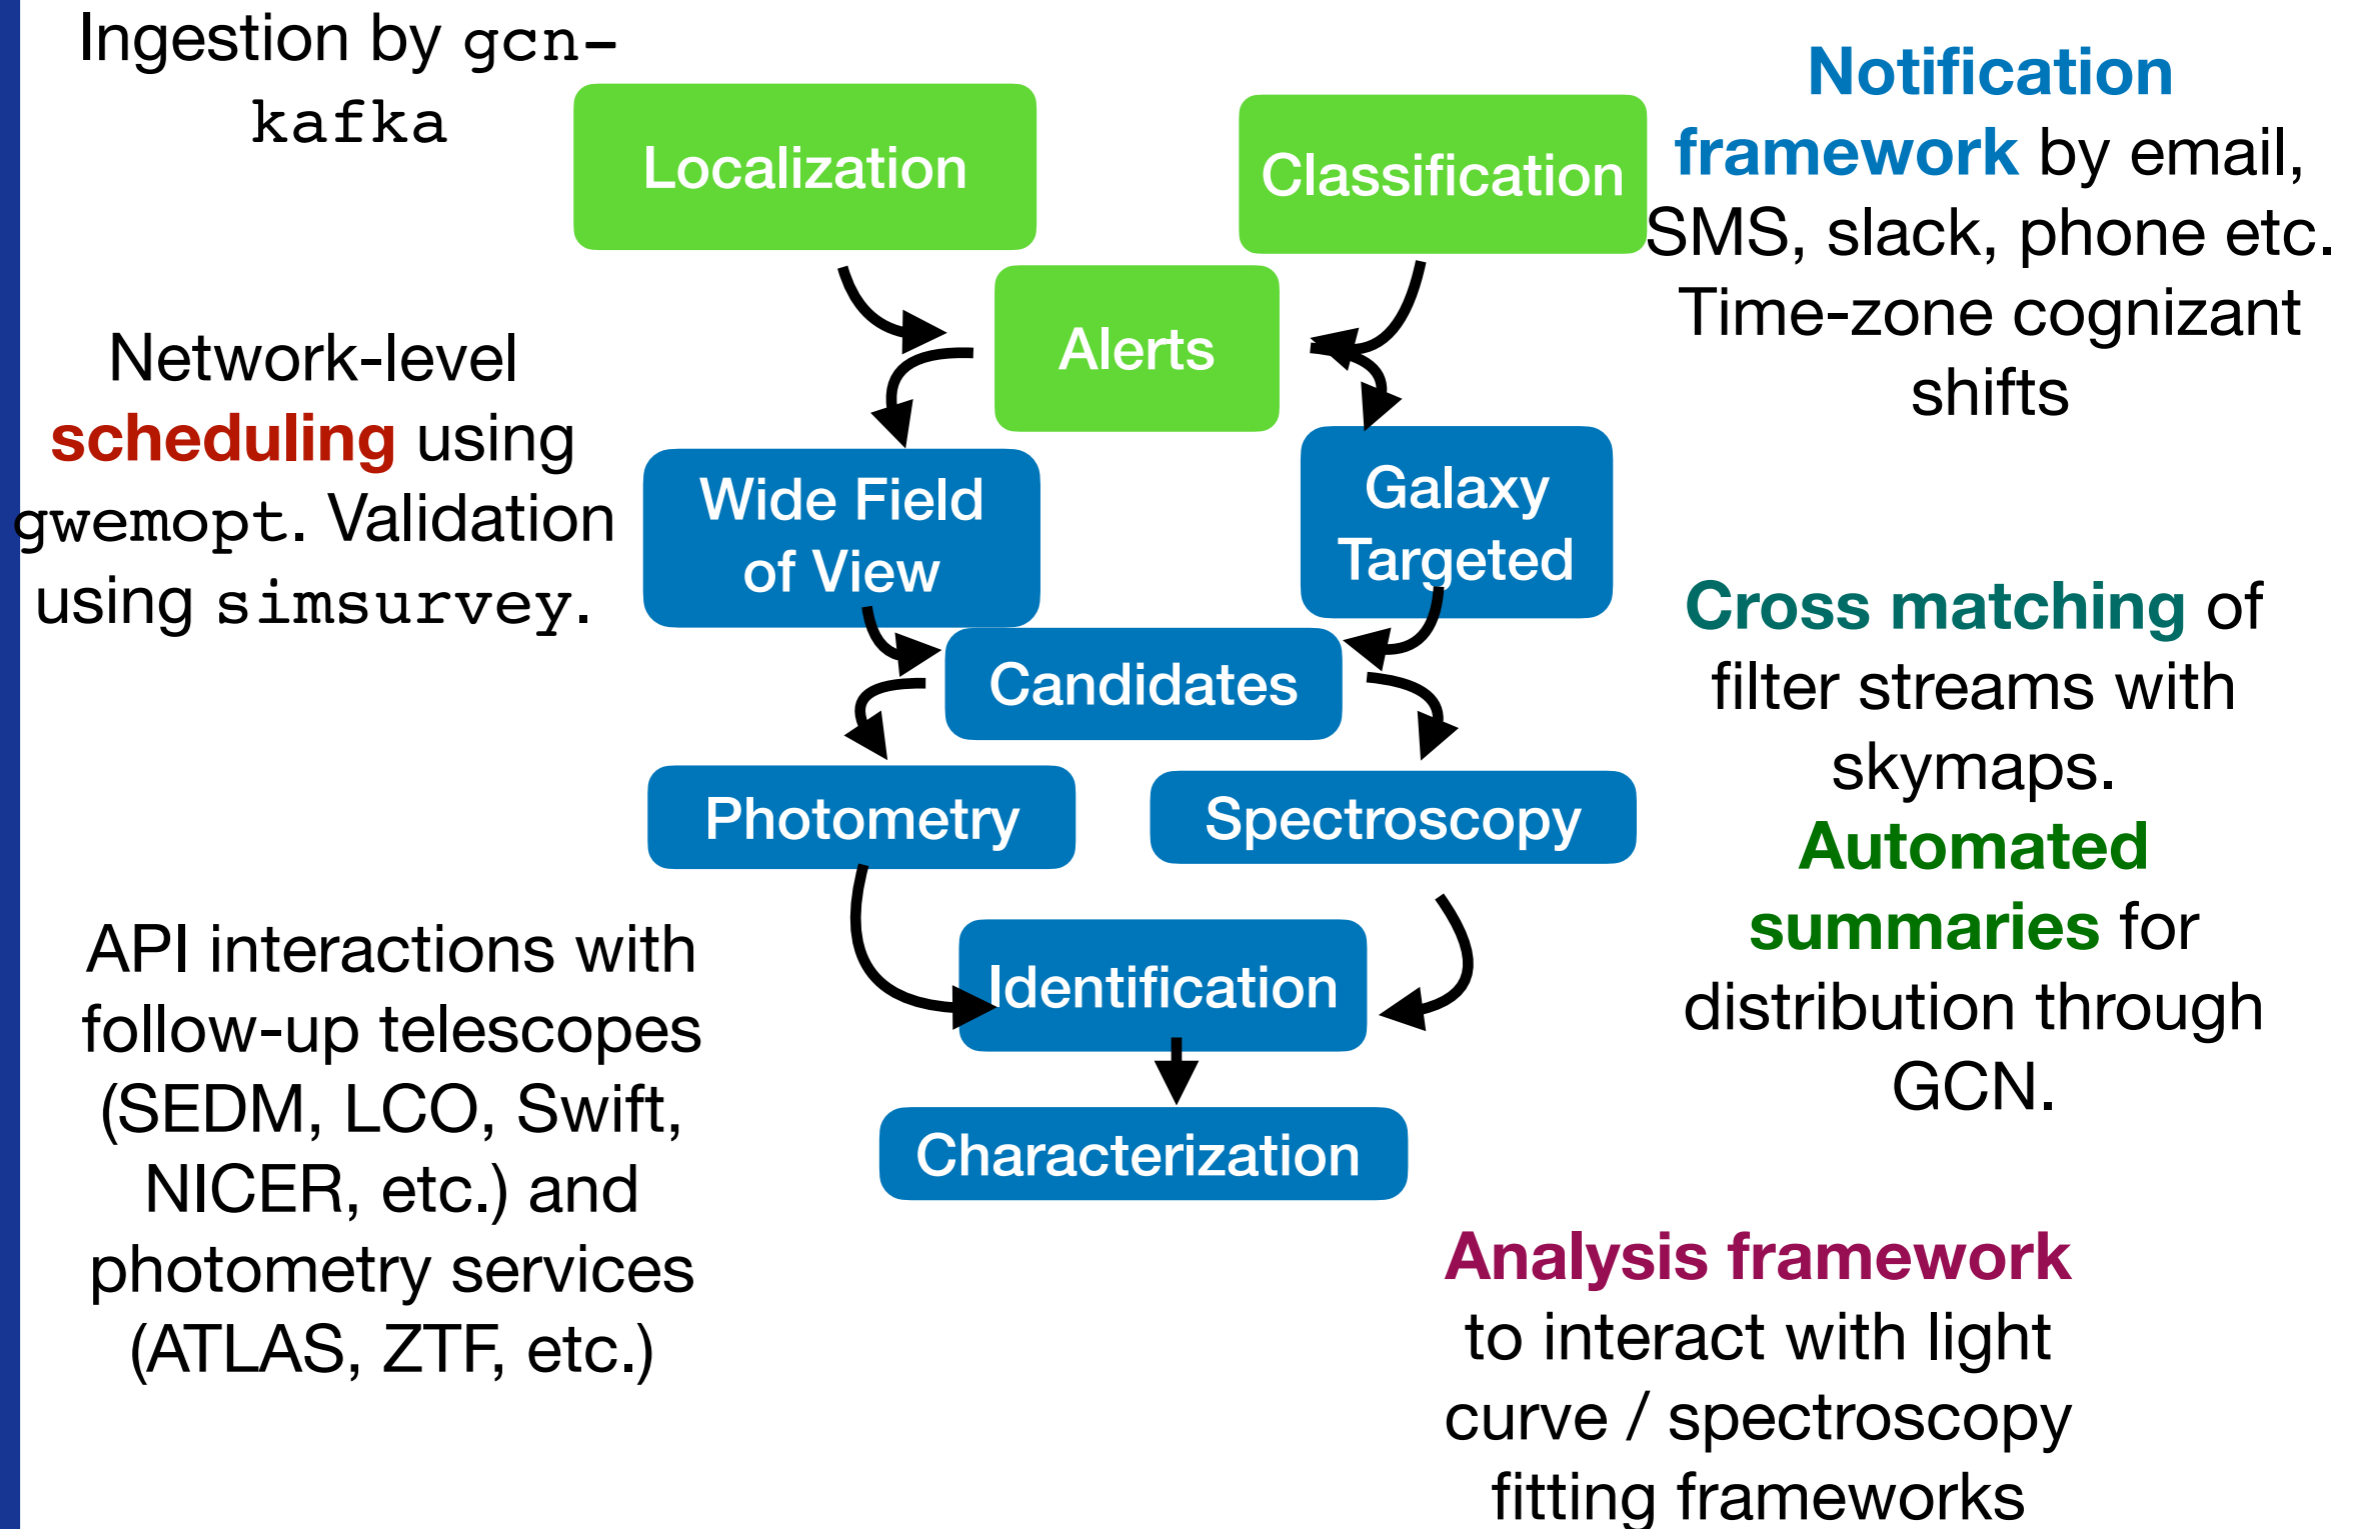 Ingestion by gcn-
kafka
Network-level
scheduling using
gwemopt. Validation
using simsurvey.
API interactions with
follow-up telescopes
(SEDM, LCO, Swift,
NICER, etc.) and
photometry services
(ATLAS, ZTF, etc.)
Localization
Classification
Alerts
Wide Field
of View
Galaxy
Targeted
Candidates
Photometry
Spectroscopy
Identification
Characterization
Notification
framework by email,
SMS, slack, phone etc.
Time-zone cognizant
shifts
Cross matching of
filter streams with
skymaps.
Automated
summaries for
distribution through
GCN.
Analysis framework
to interact with light
curve / spectroscopy
fitting frameworks